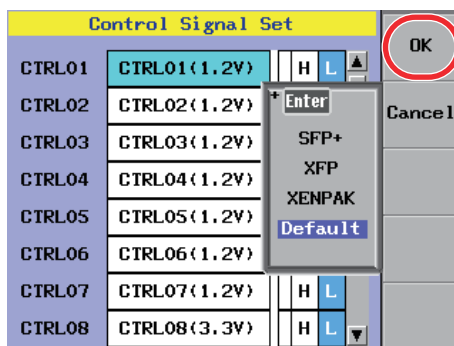 Control Signal Set
OK
CTRL01 CTRL01(1.2V) H L
+ Enter
CTRL02 CTRL02(1.2V)
Cancel
CTRL03 CTRL03(1.2V) SFP+
XFP
CTRL04 CTRL04(1.2V)
XENPAK
CTRL05 CTRL05(1.2V) Default
CTRL06 CTRL06(1.2V)
CTRL07 CTRL07(1.2V) H L
CTRL08 CTRL08(3.3V) H L